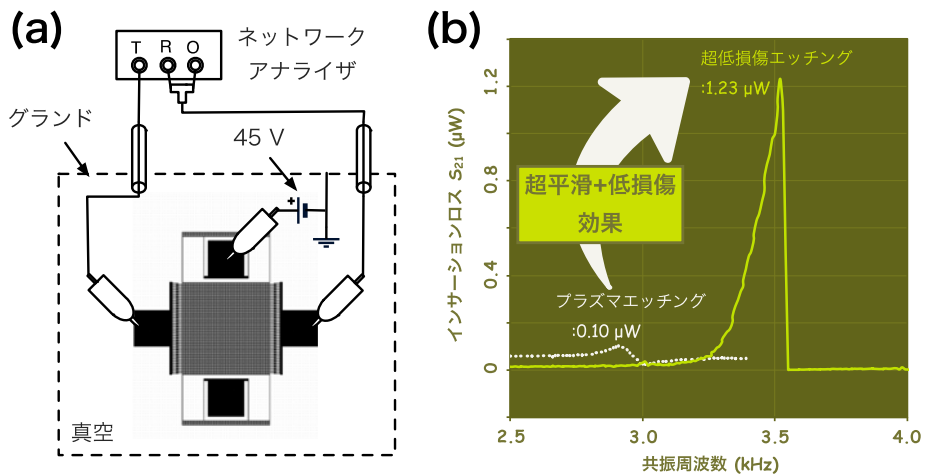 (a)
ネットワーク
アナライザ
T R O
グランド
45 V
+
真空
(b)
超低損傷エッチング
:1.23 μW
超平滑+低損傷
効果
プラズマエッチング
:0.10 μW
インサーションロス S21 (μW)
1.2
0.8
0.4
0
2.5 3.0 3.5 4.0
共振周波数 (kHz)